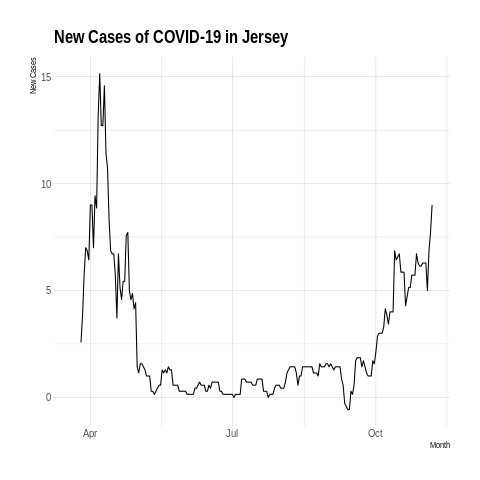 New Cases of COVID-19 in Jersey
New Cases
15
10
5
0
Apr
Jul
Oct
Month